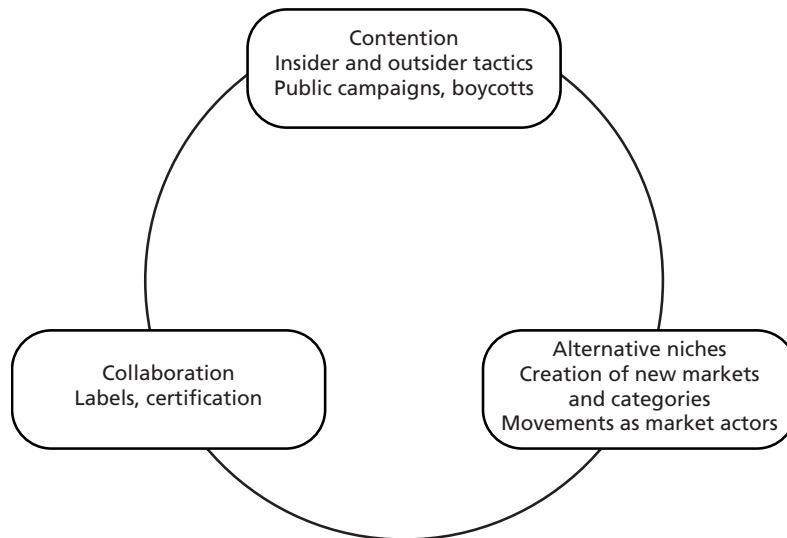 Contention
Insider and outsider tactics
Public campaigns, boycotts
Collaboration
Labels, certification
Alternative niches
Creation of new markets
and categories
Movements as market actors